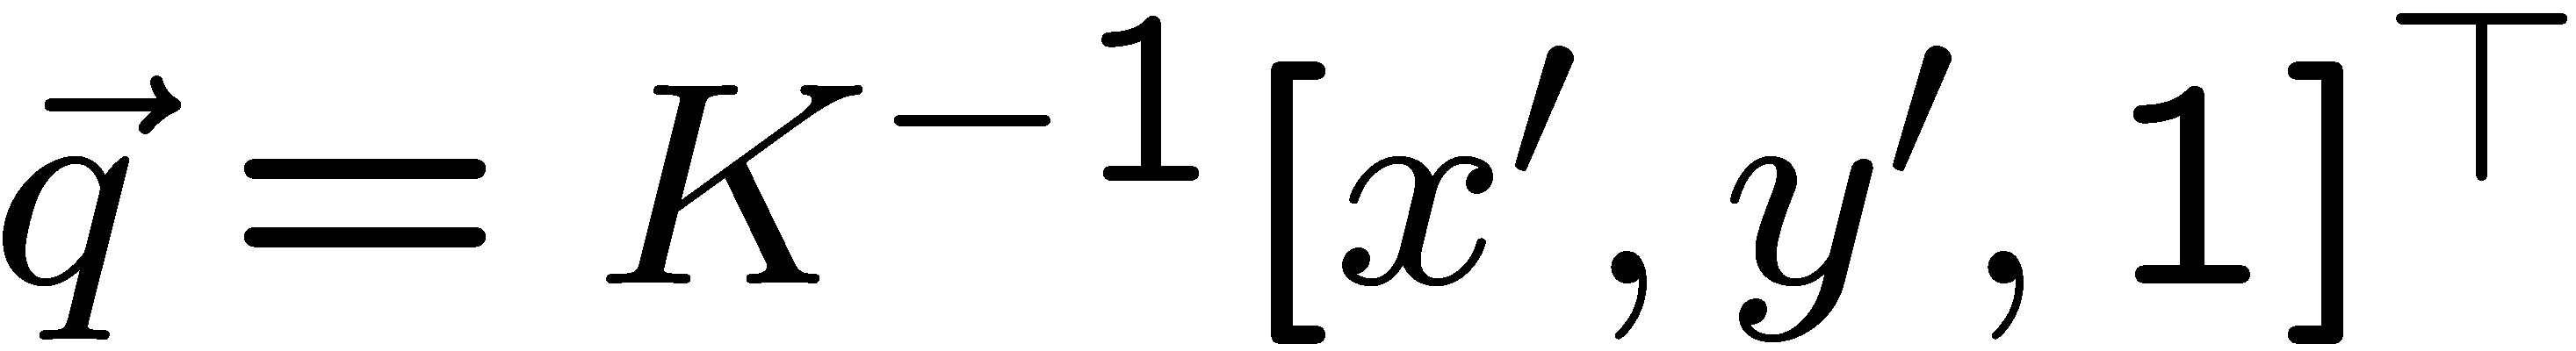 $\vec{q} = K^{-1}[x', y', 1]^\top$